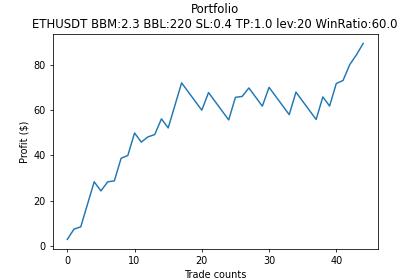 Portfolio
ETHUSDT BBM:2.3 BBL:220 SL:0.4 TP:1.0 lev:20 WinRatio:60.0
Profit ($)
80
60
40
20
0
0 10 20 30 40
Trade counts